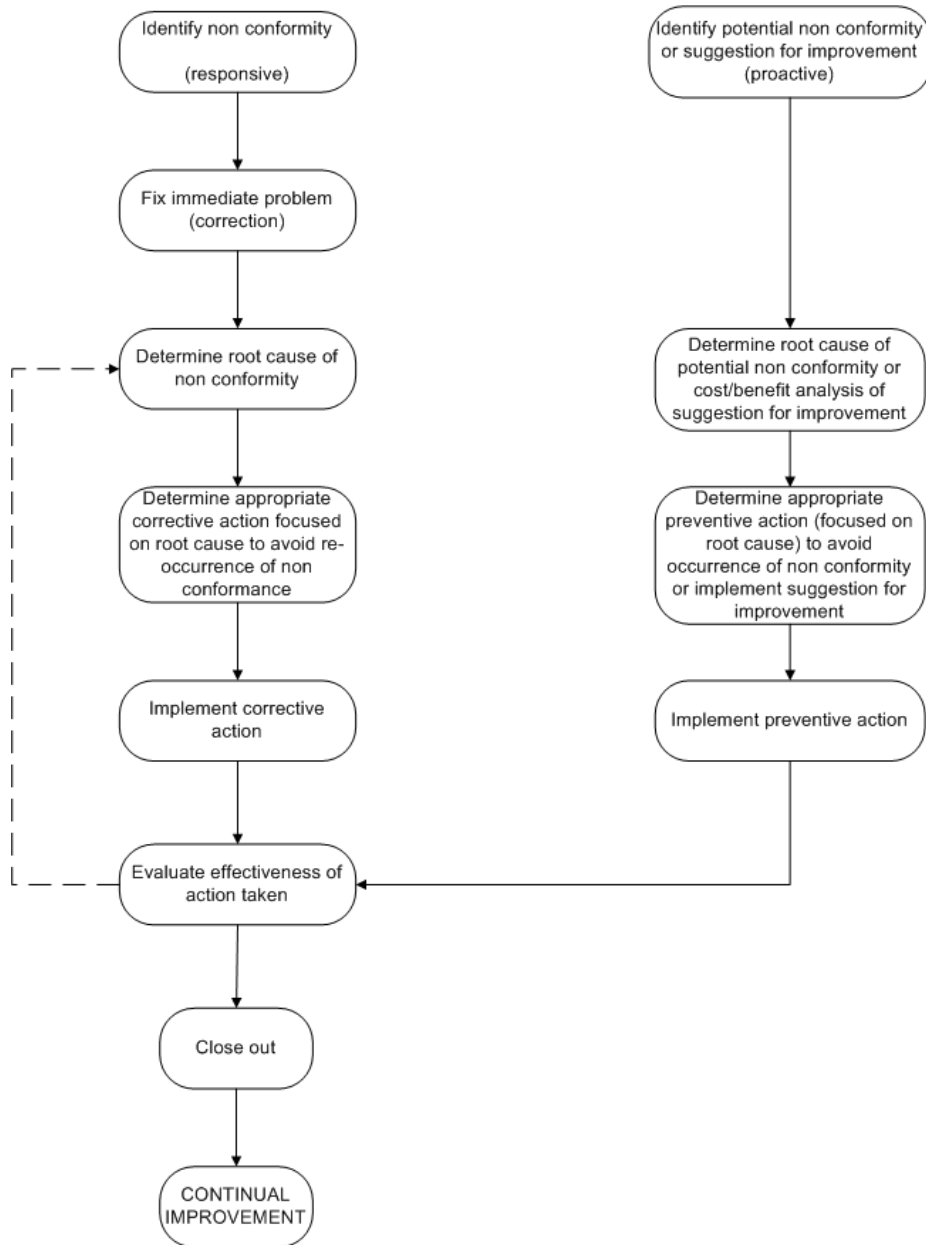 Identify non conformity
(responsive)
Fix immediate problem
(correction)
Determine root cause of
non conformity
Determine appropriate
corrective action focused
on root cause to avoid re-
occurrence of non
conformance
Implement corrective
action
Evaluate effectiveness of
action taken
Close out
CONTINUAL
IMPROVEMENT
Identify potential non conformity
or suggestion for improvement
(proactive)
Determine root cause of
potential non conformity or
cost/benefit analysis of
suggestion for improvement
Determine appropriate
preventive action (focused on
root cause) to avoid
occurrence of non conformity
or implement suggestion for
improvement
Implement preventive action